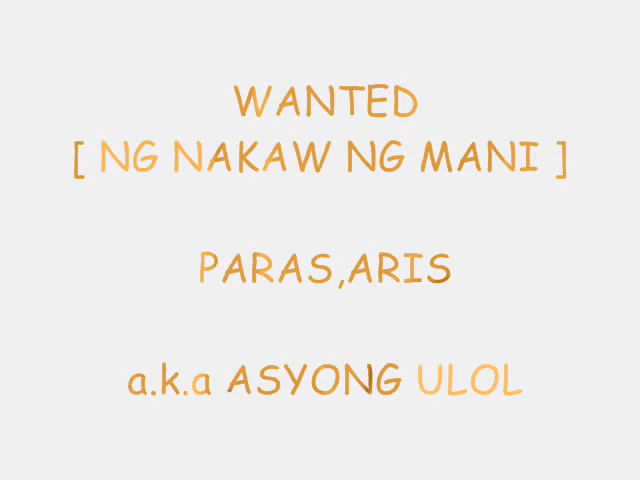 WANTED
[ NG NAKAW NG MANI ]
PARAS,ARIS
a.k.a ASYONG ULOL